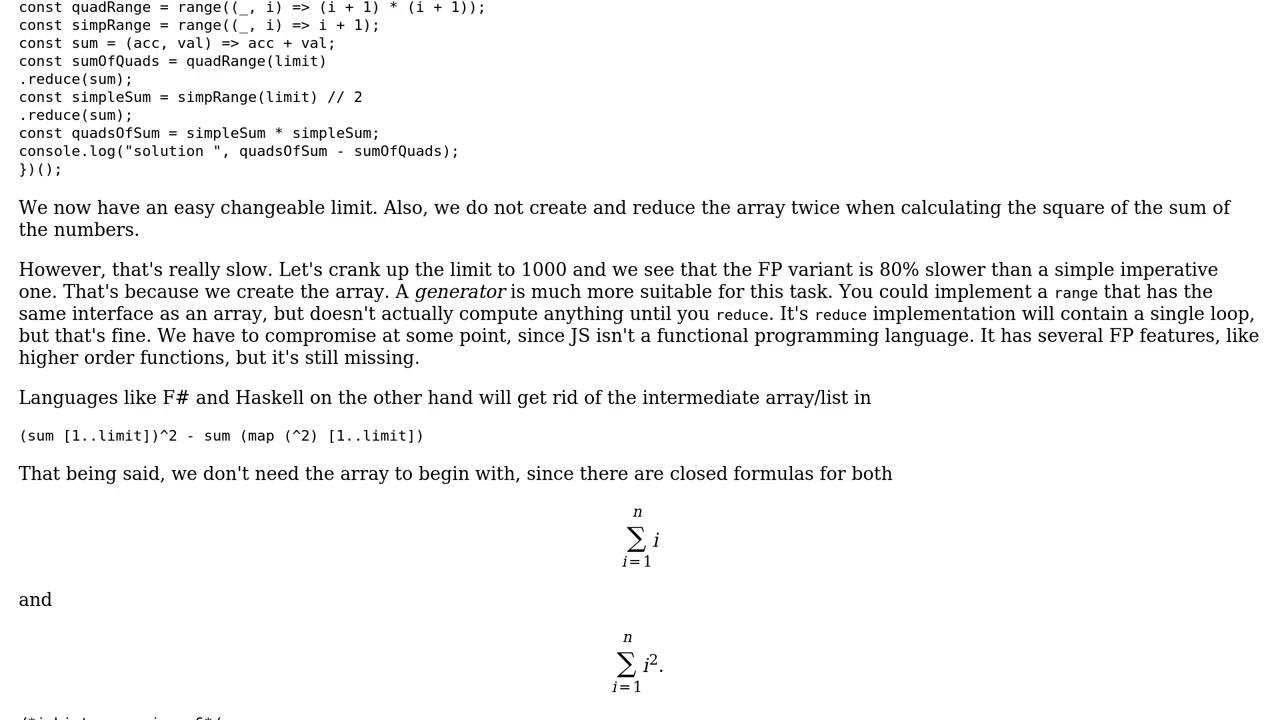 const quadRange = range((_, i) => (i + 1) * (i + 1));
const simpRange = range((_, i) => i + 1);
const sum = (acc, val) => acc + val;
const sumOfQuads = quadRange(limit)
.reduce(sum);
const simpleSum = simpRange(limit) // 2
.reduce(sum);
const quadsOfSum = simpleSum * simpleSum;
console.log("solution ", quadsOfSum - sumOfQuads);
})();
We now have an easy changeable limit. Also, we do not create and reduce the array twice when calculating the square of the sum of
the numbers.
However, that's really slow. Let's crank up the limit to 1000 and we see that the FP variant is 80% slower than a simple imperative
one. That's because we create the array. A generator is much more suitable for this task. You could implement a range that has the
same interface as an array, but doesn't actually compute anything until you reduce. It's reduce implementation will contain a single loop,
but that's fine. We have to compromise at some point, since JS isn't a functional programming language. It has several FP features, like
higher order functions, but it's still missing.
Languages like F# and Haskell on the other hand will get rid of the intermediate array/list in
(sum [1..limit])^2 - sum (map (^2) [1..limit])
That being said, we don't need the array to begin with, since there are closed formulas for both
n
∑ i
i=1
and
n
∑ i².
i=1